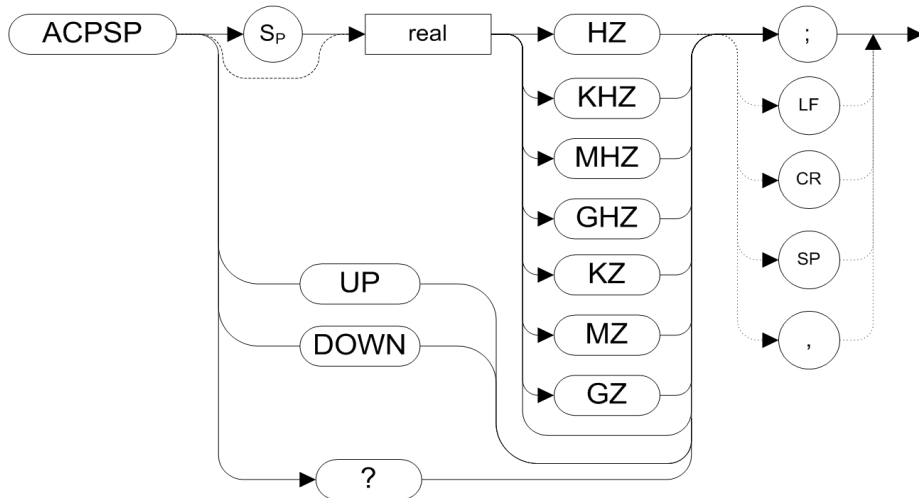 ACPSP
SP
real
HZ
;
KHZ
LF
MHZ
CR
GHZ
KZ
SP
UP
MZ
DOWN
,
GZ
?